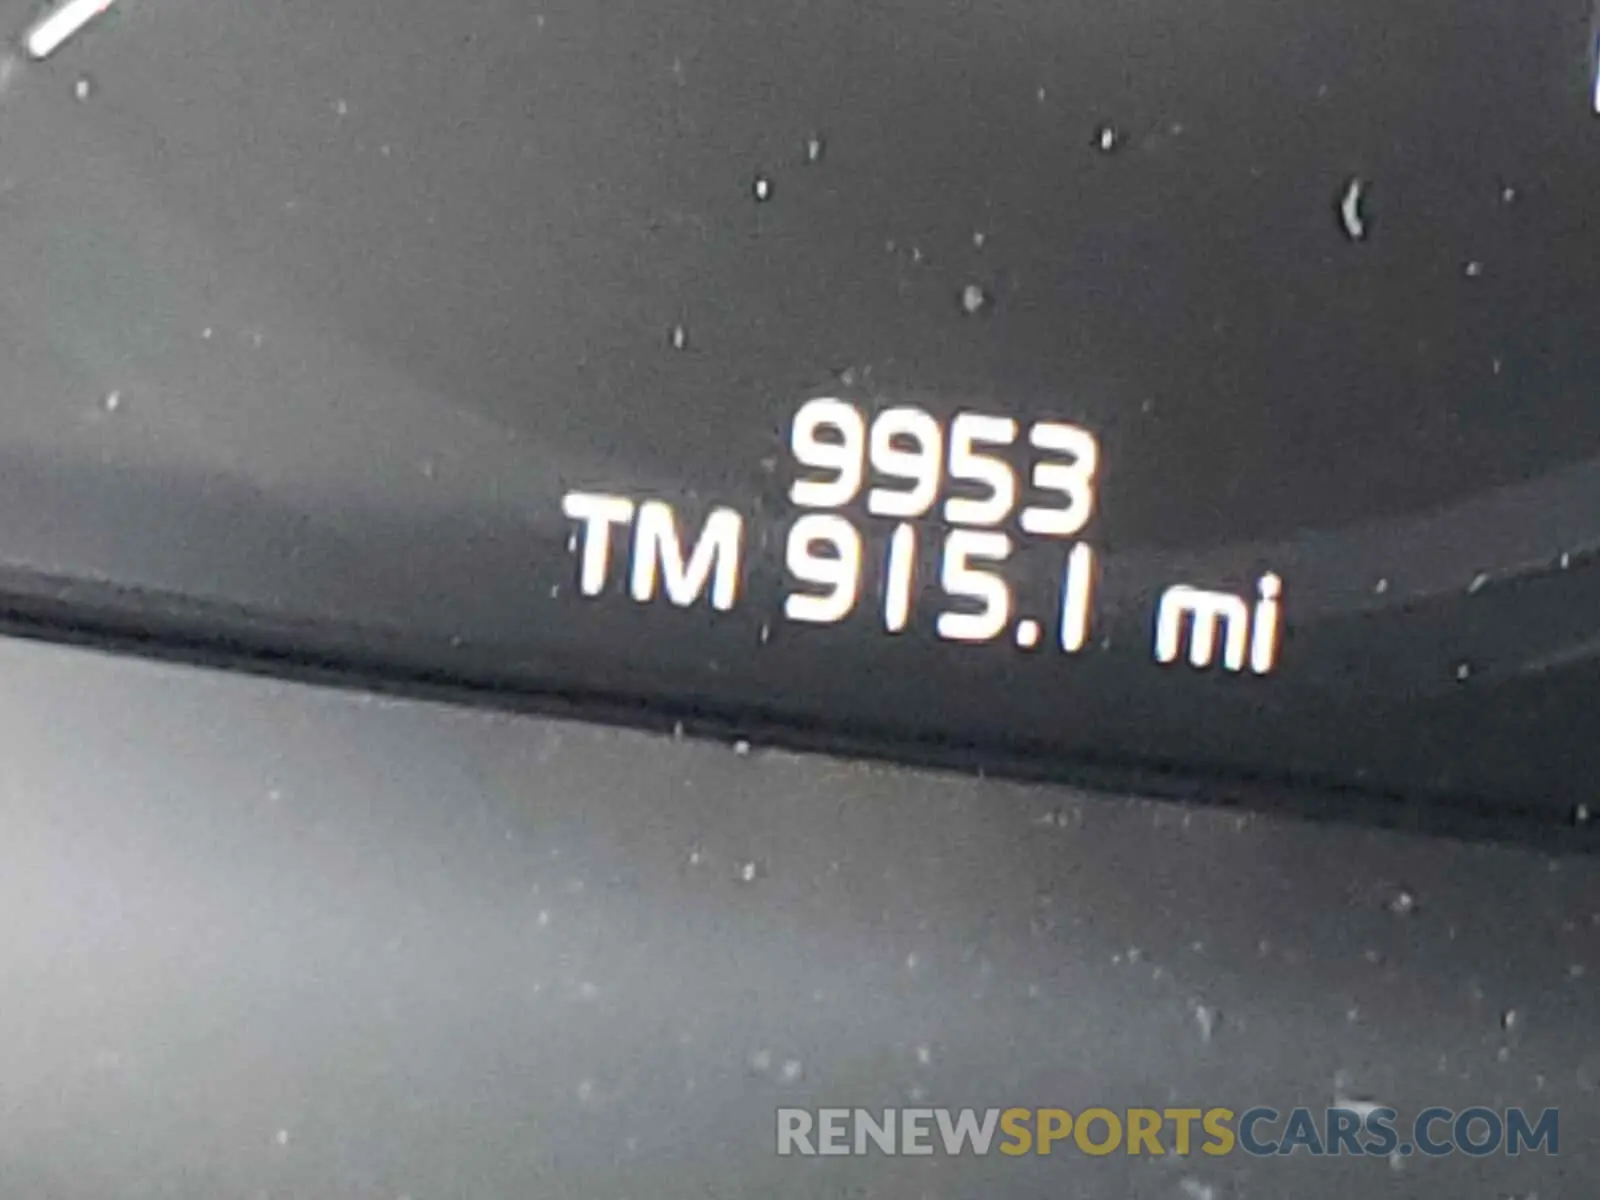 9953
TM 915.1 mi
RENEWSPORTSCARS.COM